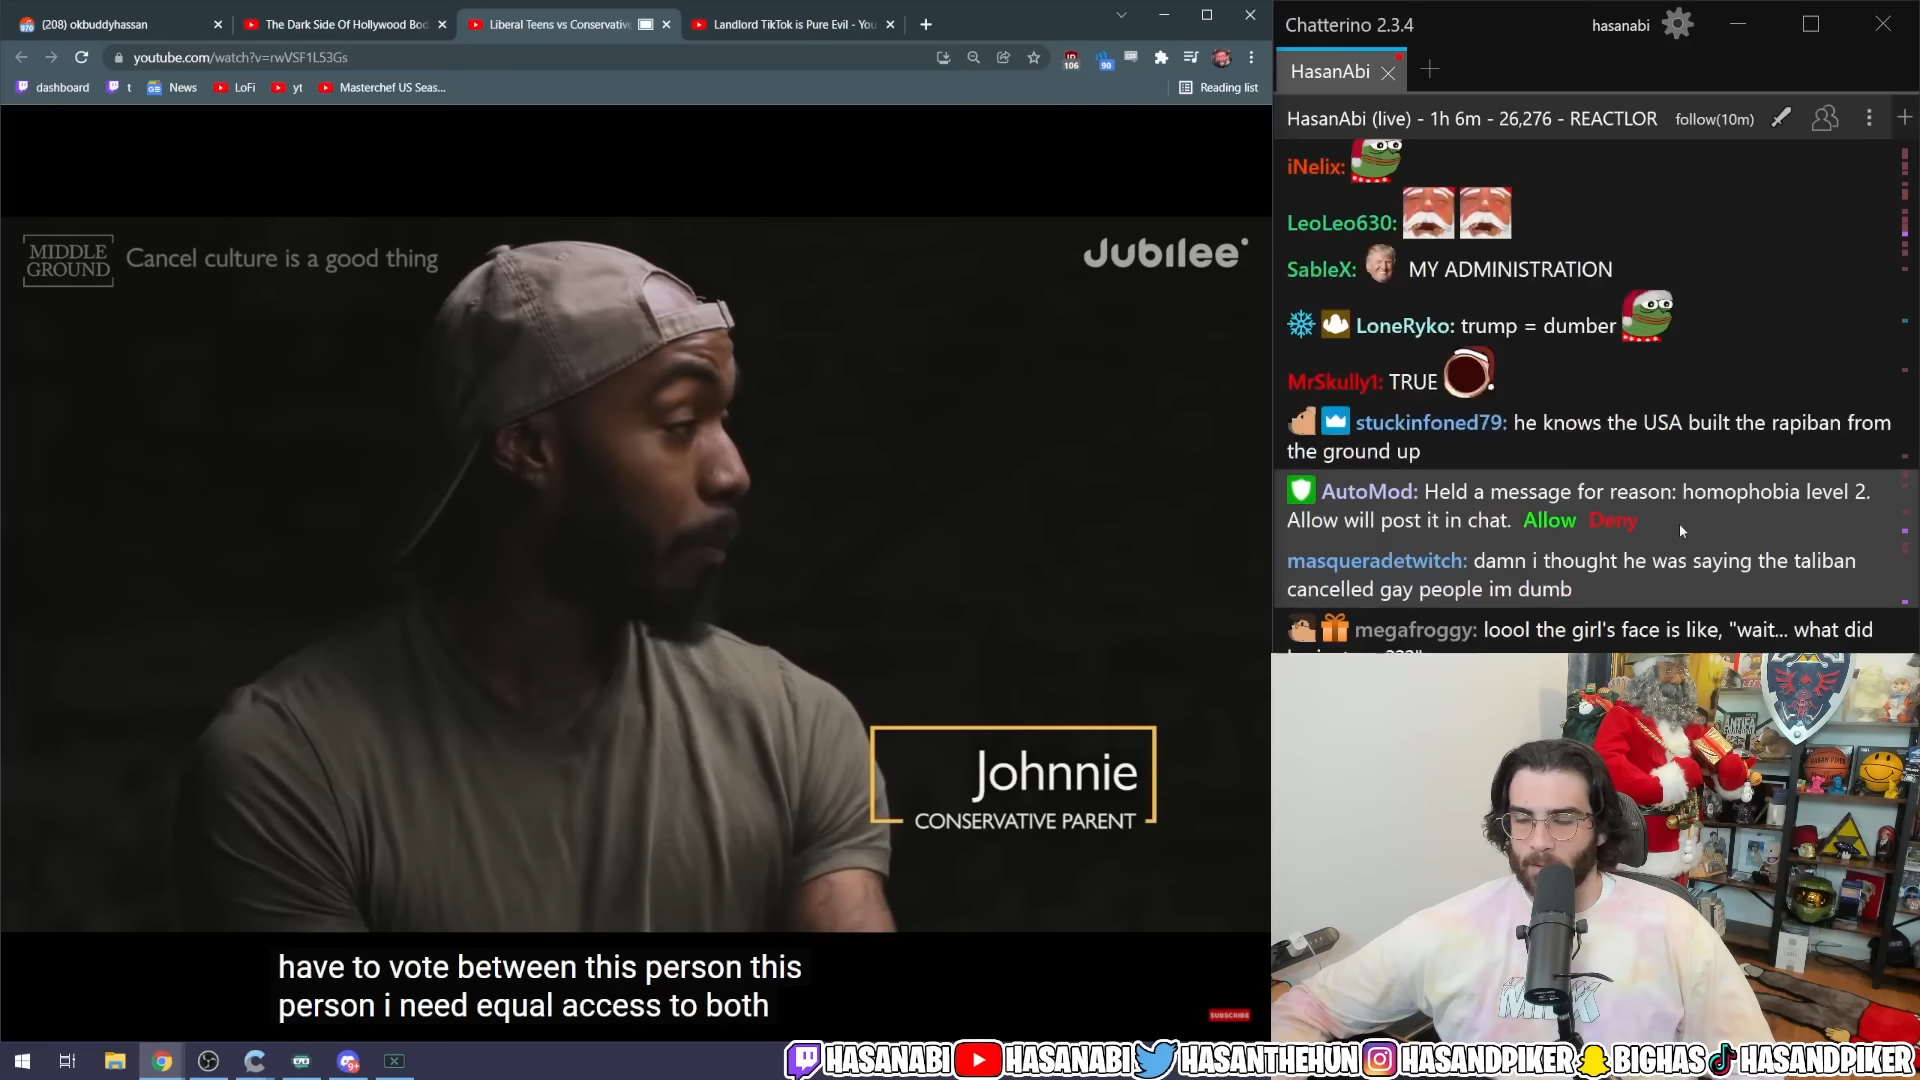 (208) okbuddyhassan
The Dark Side Of Hollywood Bod
Liberal Teens vs Conservative
Landlord TikTok is Pure Evil - You
youtube.com/watch?v=rwVSF1L53Gs
106
90
dashboard
t
News
LoFi
yt
Masterchef US Seas...
Reading list
MIDDLE
GROUND
Cancel culture is a good thing
Jubilee
Johnnie
CONSERVATIVE PARENT
have to vote between this person this
person i need equal access to both
SUBSCRIBE
Chatterino 2.3.4
hasanabi
HasanAbi
HasanAbi (live) - 1h 6m - 26,276 - REACTLOR
follow(10m)
iNelix:
LeoLeo630:
SableX: MY ADMINISTRATION
LoneRyko: trump = dumber
MrSkully1: TRUE
stuckinfoned79: he knows the USA built the rapiban from
the ground up
AutoMod: Held a message for reason: homophobia level 2.
Allow will post it in chat. Allow Deny
masqueradetwitch: damn i thought he was saying the taliban
cancelled gay people im dumb
megafroggy: loool the girl's face is like, "wait... what did
HASANABI
HASANABI
HASANTHEHUN
HASANDPIKER
BIGHAS
HASANDPIKER